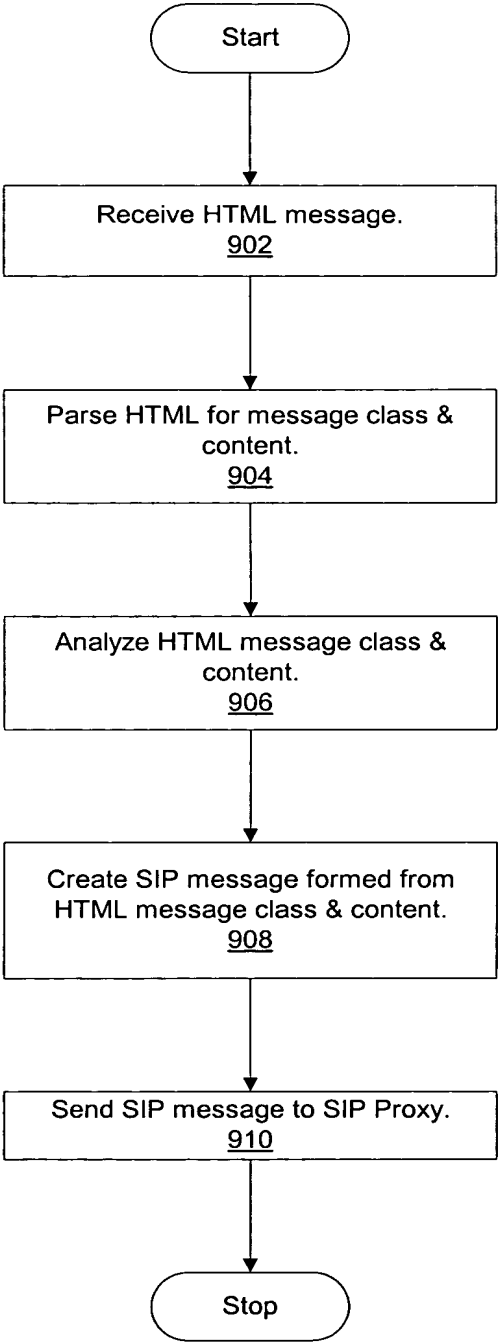 Start
Receive HTML message.
902
Parse HTML for message class &
content.
904
Analyze HTML message class &
content.
906
Create SIP message formed from
HTML message class & content.
908
Send SIP message to SIP Proxy.
910
Stop